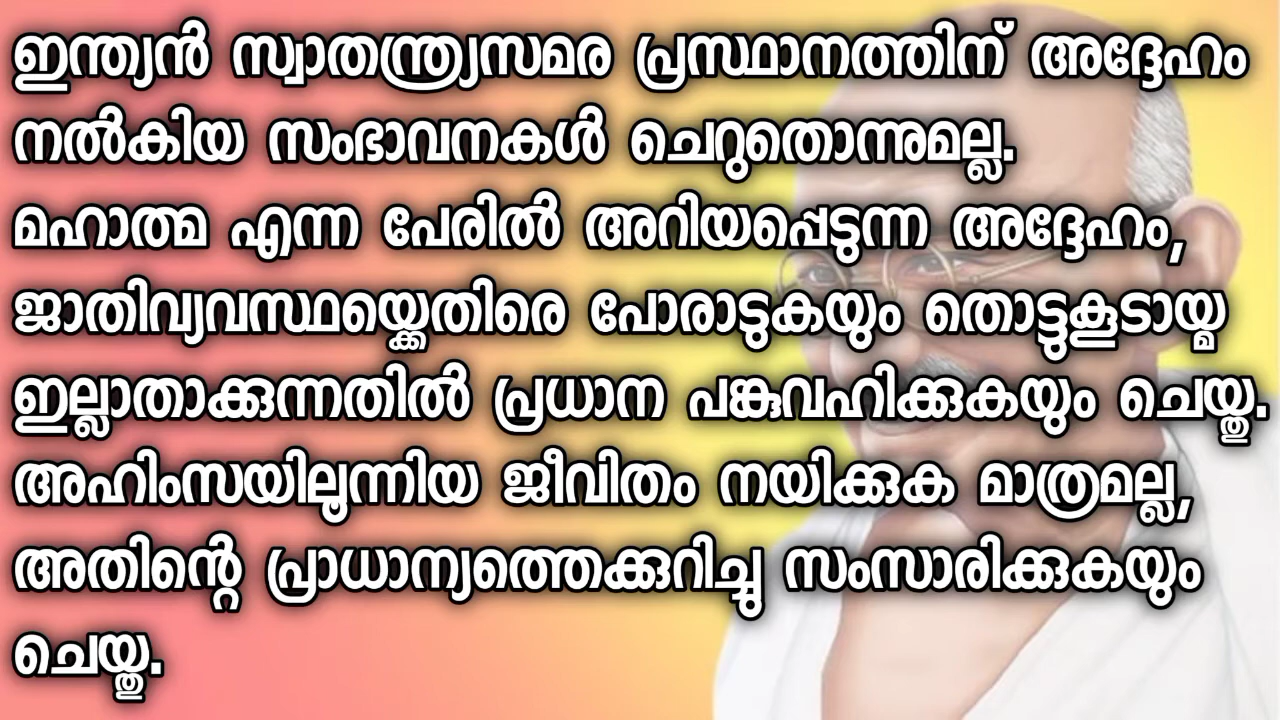 ഇന്ത്യൻ സ്വാതന്ത്ര്യസമര പ്രസ്ഥാനത്തിന് അദ്ദേഹം
നൽകിയ സംഭാവനകൾ ചെറുതൊന്നുമല്ല.
മഹാത്മ എന്ന പേരിൽ അറിയപ്പെടുന്ന അദ്ദേഹം,
ജാതിവ്യവസ്ഥയ്ക്കെതിരെ പോരാടുകയും തൊട്ടുകൂടായ്മ
ഇല്ലാതാക്കുന്നതിൽ പ്രധാന പങ്കുവഹിക്കുകയും ചെയ്തു.
അഹിംസയിലൂന്നിയ ജീവിതം നയിക്കുക മാത്രമല്ല,
അതിന്റെ പ്രാധാന്യത്തെക്കുറിച്ചു സംസാരിക്കുകയും
ചെയ്തു.